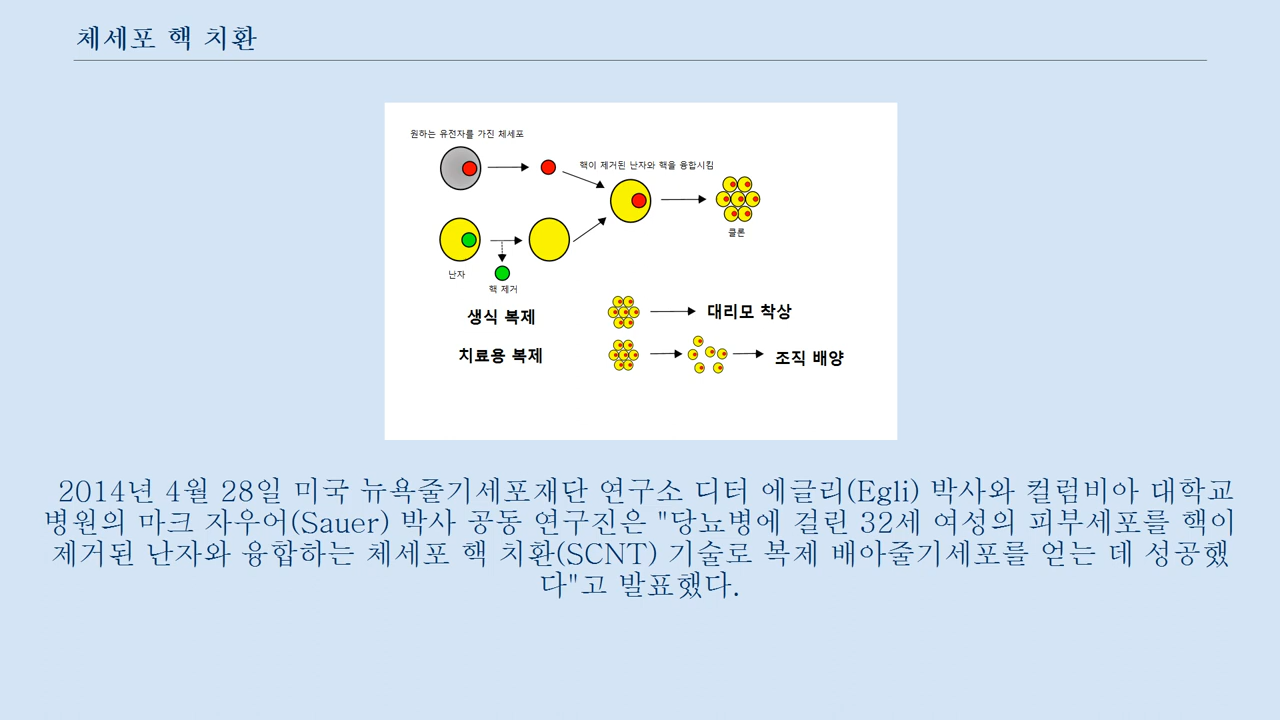 체세포 핵 치환
원하는 유전자를 가진 체세포
핵이 제거된 난자와 핵을 융합시킴
클론
난자
핵 제거
생식 복제
대리모 착상
치료용 복제
조직 배양
2014년 4월 28일 미국 뉴욕줄기세포재단 연구소 디터 에글리(Egli) 박사와 컬럼비아 대학교
병원의 마크 자우어(Sauer) 박사 공동 연구진은 "당뇨병에 걸린 32세 여성의 피부세포를 핵이
제거된 난자와 융합하는 체세포 핵 치환(SCNT) 기술로 복제 배아줄기세포를 얻는 데 성공했
다"고 발표했다.